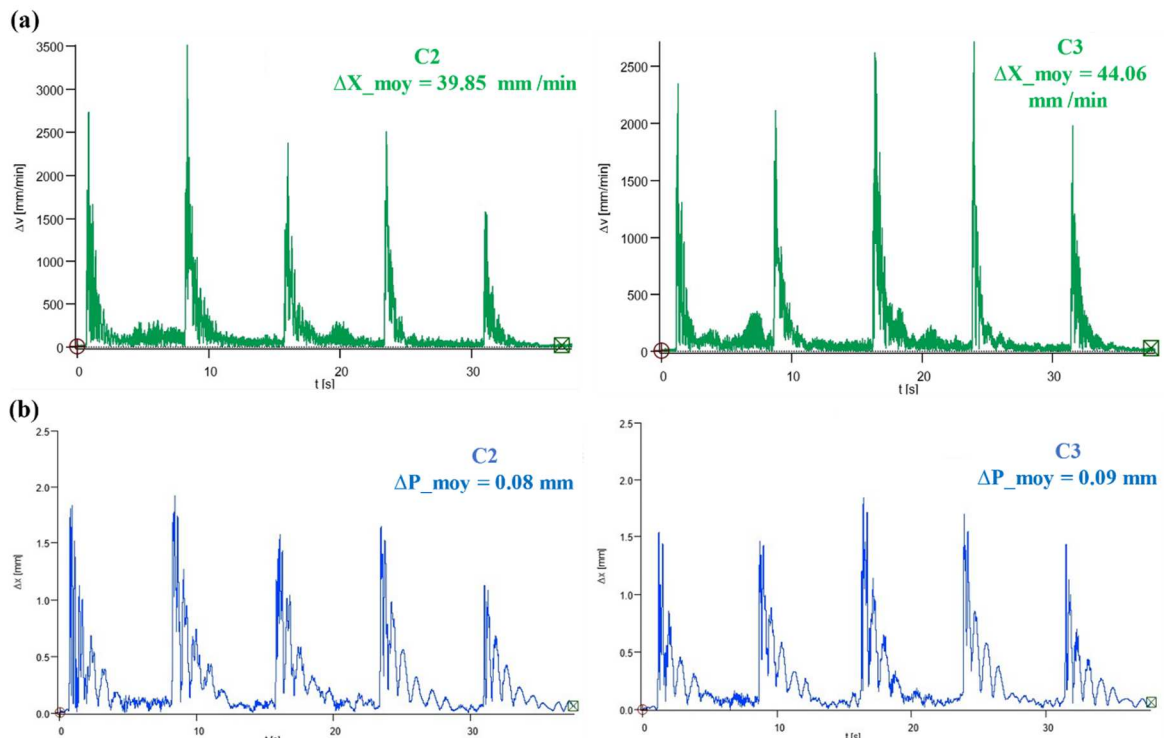 (a)
C2
ΔX_moy = 39.85 mm /min
3500
3000
2500
2000
1500
1000
500
0
Δv [mm/min]
0 10 20 30
t [s]
C3
ΔX_moy = 44.06
mm /min
2500
2000
1500
1000
500
0
Δv [mm/min]
0 10 20 30
t [s]
(b)
C2
ΔP_moy = 0.08 mm
2.5
2.0
1.5
1.0
0.5
0.0
Δx [mm]
0 10 20 30
C3
ΔP_moy = 0.09 mm
2.5
2.0
1.5
1.0
0.5
0.0
Δx [mm]
0 10 20 30